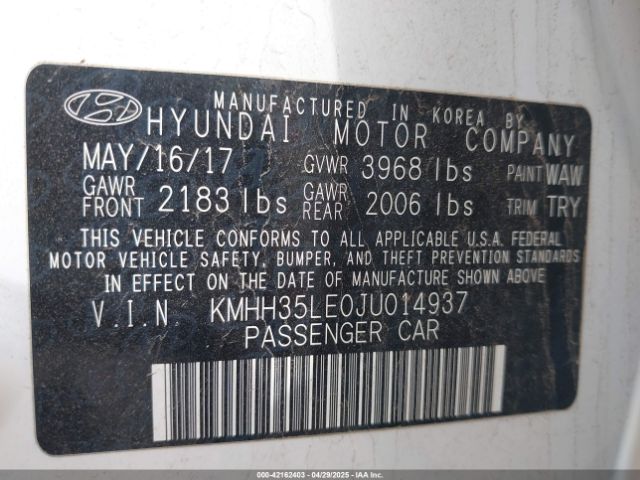 MANUFACTURED IN KOREA BY
HYUNDAI MOTOR COMPANY
MAY/16/17 GVWR 3968 lbs PAINT WAW
GAWR FRONT 2183 lbs GAWR REAR 2006 lbs TRIM TRY
THIS VEHICLE CONFORMS TO ALL APPLICABLE U.S.A. FEDERAL
MOTOR VEHICLE SAFETY, BUMPER, AND THEFT PREVENTION STANDARDS
IN EFFECT ON THE DATE OF MANUFACTURE SHOWN ABOVE.
V.I.N. KMHH35LE0JU014937
PASSENGER CAR
000-42162403 - 04/29/2025 - IAA Inc.